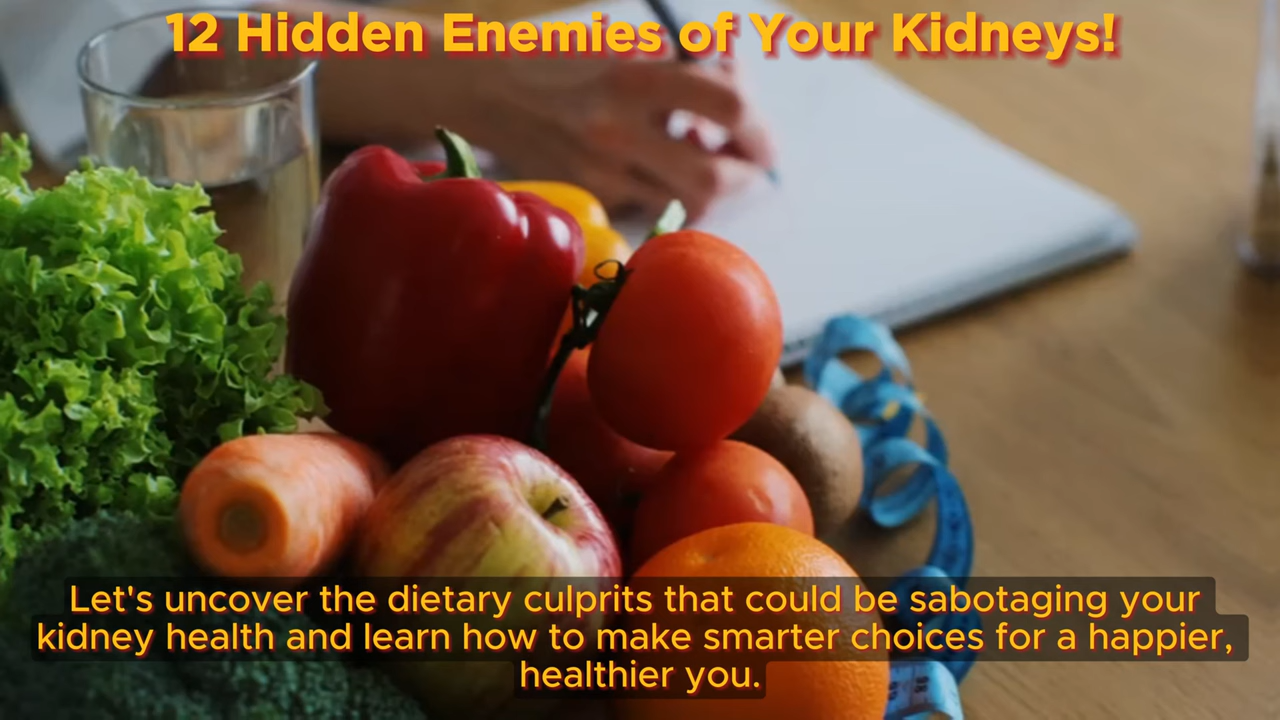 12 Hidden Enemies of Your Kidneys!
Let's uncover the dietary culprits that could be sabotaging your
kidney health and learn how to make smarter choices for a happier,
healthier you.